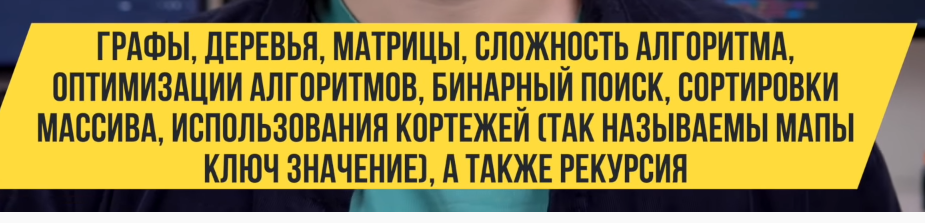 ГРАФЫ, ДЕРЕВЬЯ, МАТРИЦЫ, СЛОЖНОСТЬ АЛГОРИТМА,
ОПТИМИЗАЦИИ АЛГОРИТМОВ, БИНАРНЫЙ ПОИСК, СОРТИРОВКИ
МАССИВА, ИСПОЛЬЗОВАНИЯ КОРТЕЖЕЙ (ТАК НАЗЫВАЕМЫ МАПЫ
КЛЮЧ ЗНАЧЕНИЕ), А ТАКЖЕ РЕКУРСИЯ